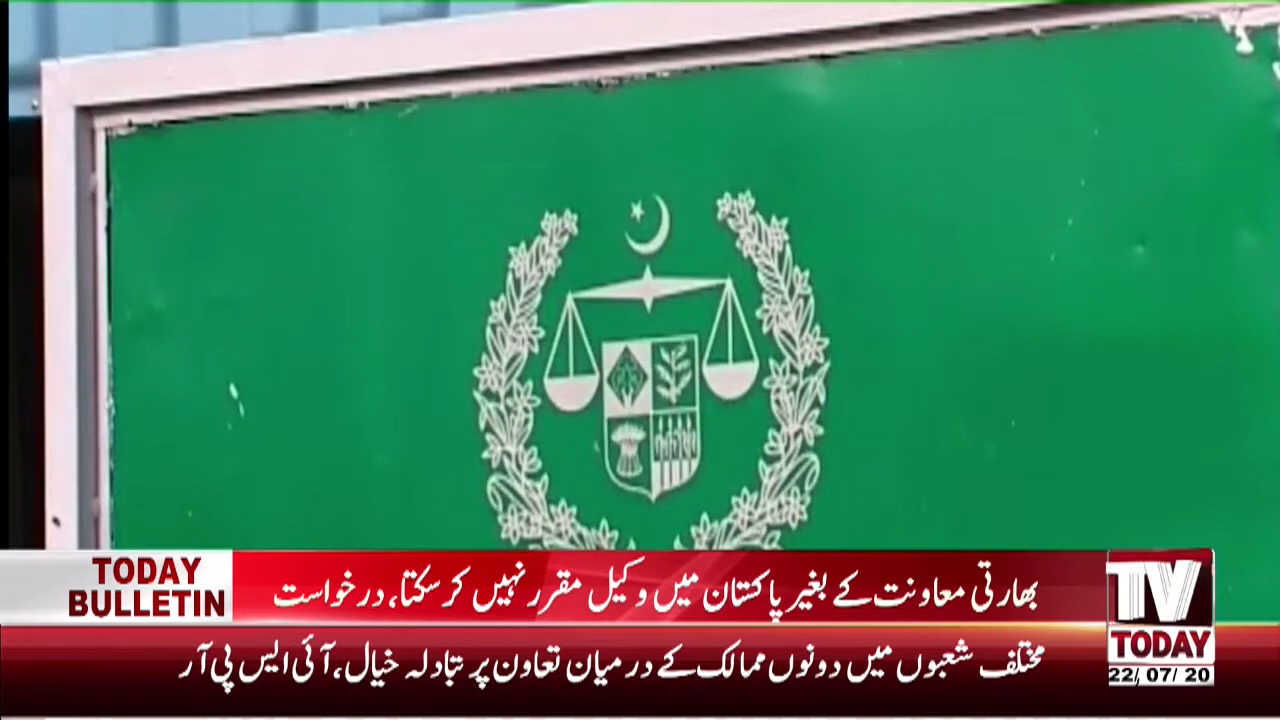 TODAY
BULLETIN
بھارتی معاونت کے بغیر پاکستان میں وکیل مقرر نہیں کر سکتا، درخواست
مختلف شعبوں میں دونوں ممالک کے درمیان تعاون پر تبادلہ خیال، آئی ایس پی آر
TV
TODAY
22/ 07/ 20